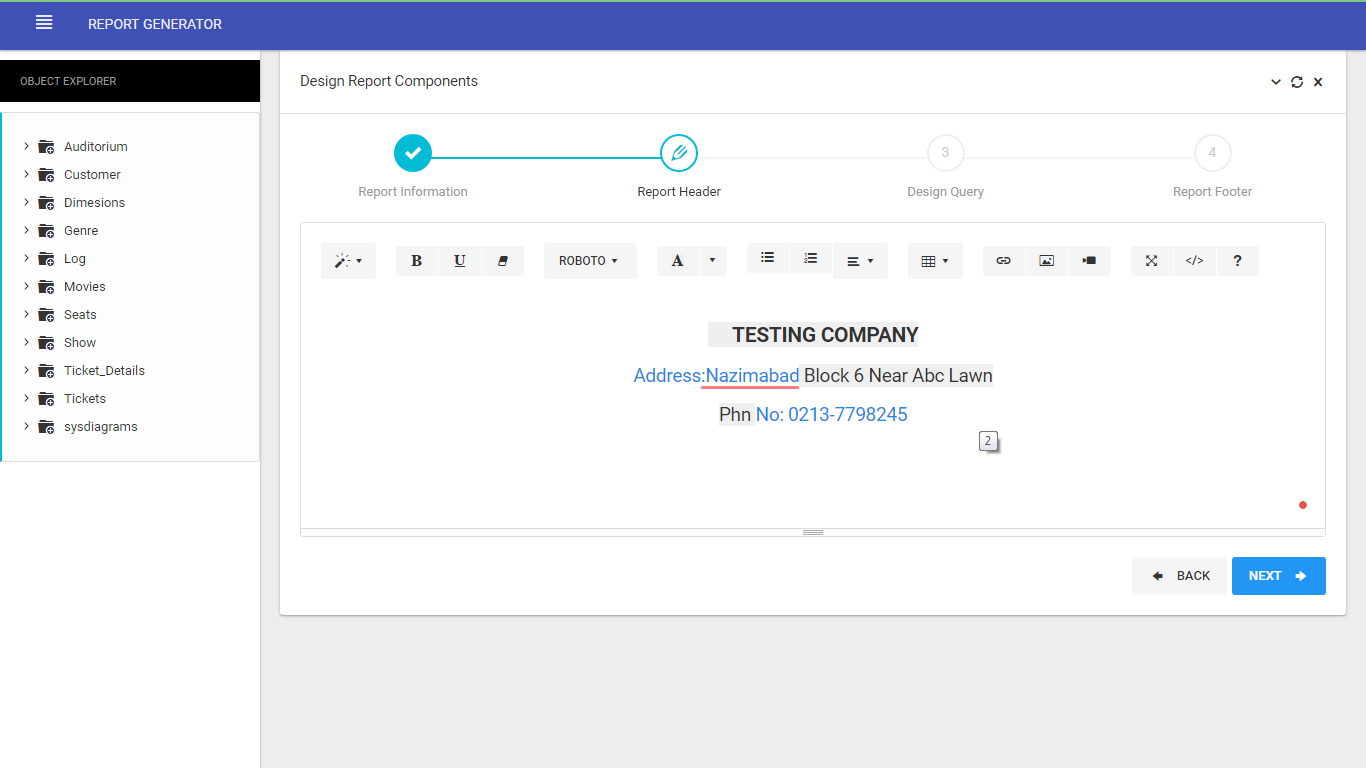 REPORT GENERATOR
OBJECT EXPLORER
Auditorium
Customer
Dimesions
Genre
Log
Movies
Seats
Show
Ticket_Details
Tickets
sysdiagrams
Design Report Components
3
4
Report Information
Report Header
Design Query
Report Footer
B U ROBOTO A </> ?
TESTING COMPANY
Address:Nazimabad Block 6 Near Abc Lawn
Phn No: 0213-7798245
2
BACK
NEXT